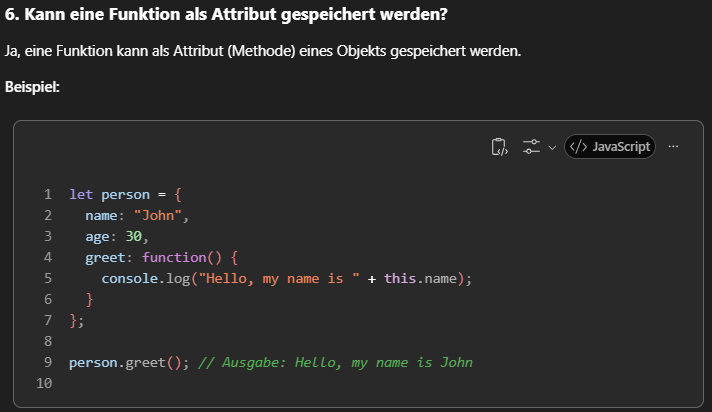 6. Kann eine Funktion als Attribut gespeichert werden?
Ja, eine Funktion kann als Attribut (Methode) eines Objekts gespeichert werden.
Beispiel:
</> JavaScript ...
1 let person = {
2   name: "John",
3   age: 30,
4   greet: function() {
5     console.log("Hello, my name is " + this.name);
6   }
7 };
8
9 person.greet(); // Ausgabe: Hello, my name is John
10